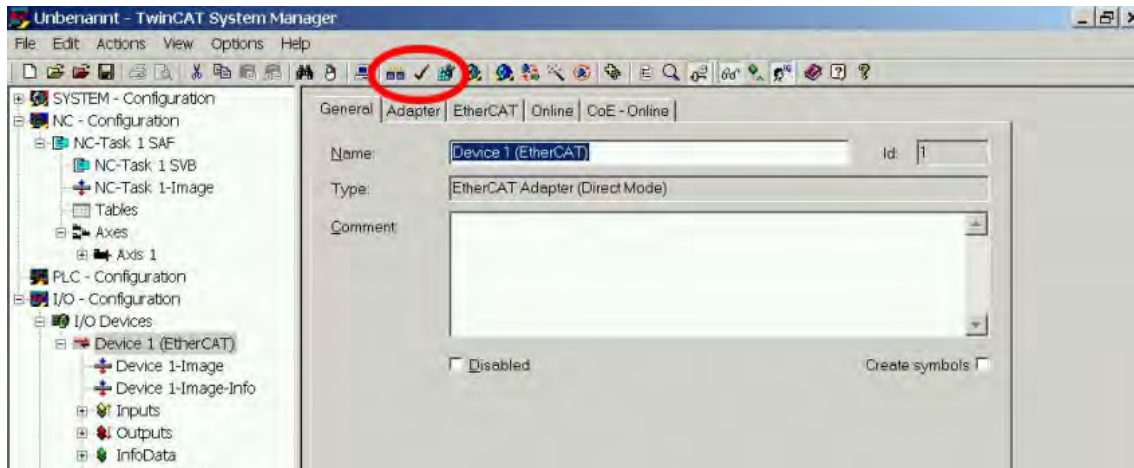 Unbenannt - TwinCAT System Manager
File Edit Actions View Options Help
SYSTEM - Configuration
NC - Configuration
NC-Task 1 SAF
NC-Task 1 SVB
NC-Task 1-Image
Tables
Axes
Axis 1
PLC - Configuration
I/O - Configuration
I/O Devices
Device 1 (EtherCAT)
Device 1-Image
Device 1-Image-Info
Inputs
Outputs
InfoData
General Adapter EtherCAT Online CoE - Online
Name: Device 1 (EtherCAT) Id: 1
Type: EtherCAT Adapter (Direct Mode)
Comment
Disabled Create symbols